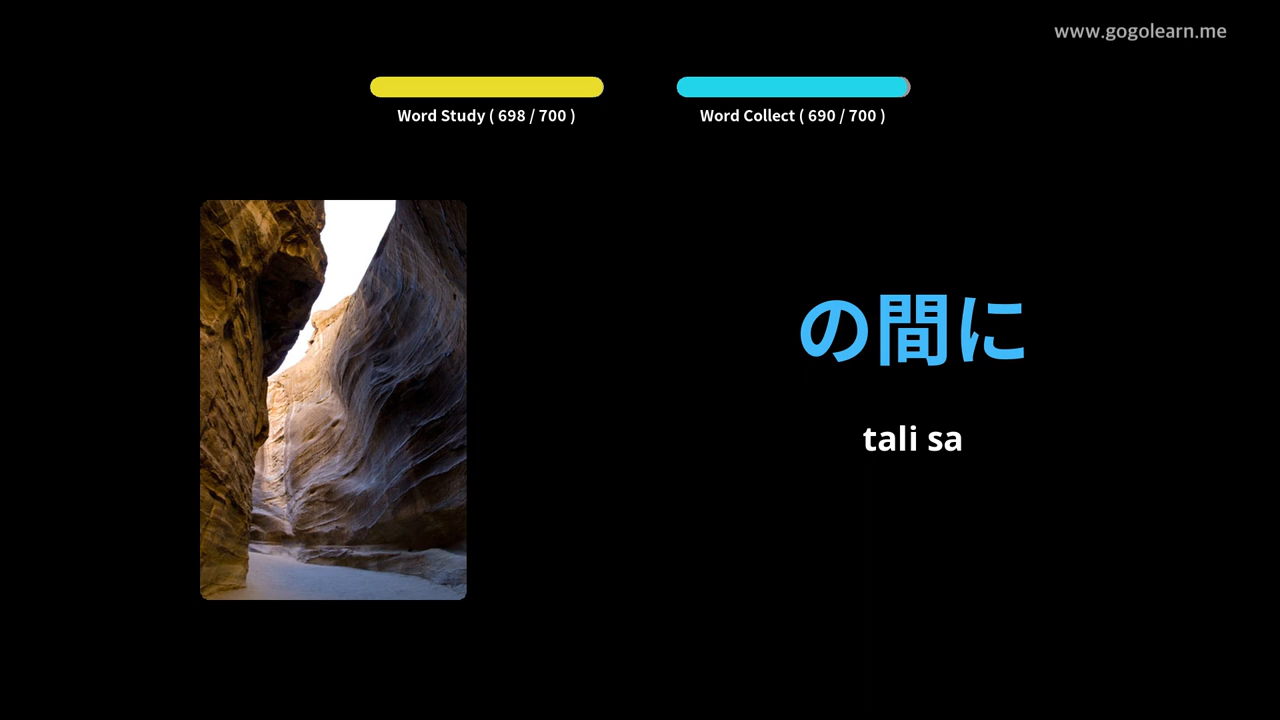 www.gogolearn.me
Word Study ( 698 / 700 )
Word Collect ( 690 / 700 )
の間に
tali sa